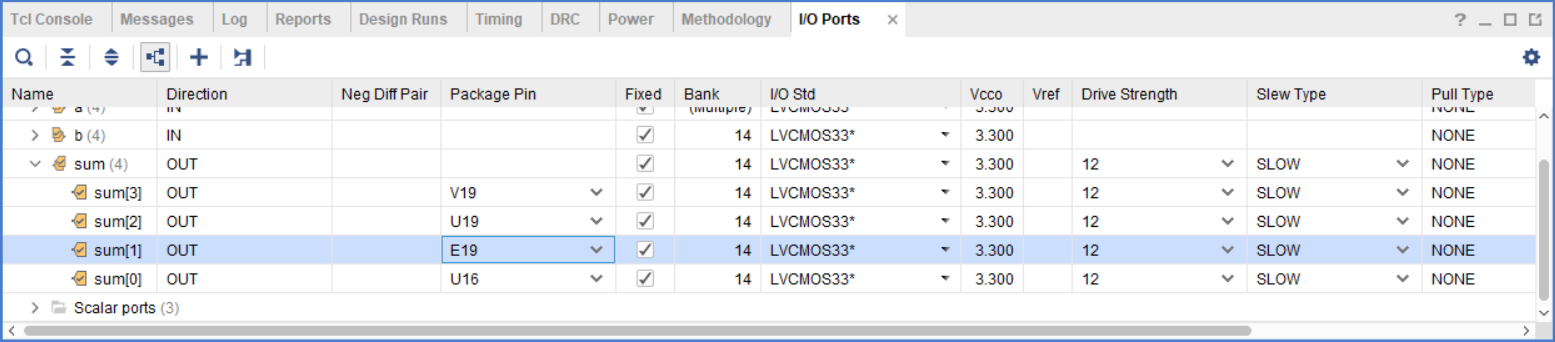 Tcl Console Messages Log Reports Design Runs Timing DRC Power Methodology I/O Ports × ? _
Name Direction Neg Diff Pair Package Pin Fixed Bank I/O Std Vcco Vref Drive Strength Slew Type Pull Type
a (4) IN (Multiple) LVCMOS33* 3.300 NONE
b (4) IN 14 LVCMOS33* 3.300 NONE
sum (4) OUT 14 LVCMOS33* 3.300 12 SLOW NONE
sum[3] OUT V19 14 LVCMOS33* 3.300 12 SLOW NONE
sum[2] OUT U19 14 LVCMOS33* 3.300 12 SLOW NONE
sum[1] OUT E19 14 LVCMOS33* 3.300 12 SLOW NONE
sum[0] OUT U16 14 LVCMOS33* 3.300 12 SLOW NONE
Scalar ports (3)